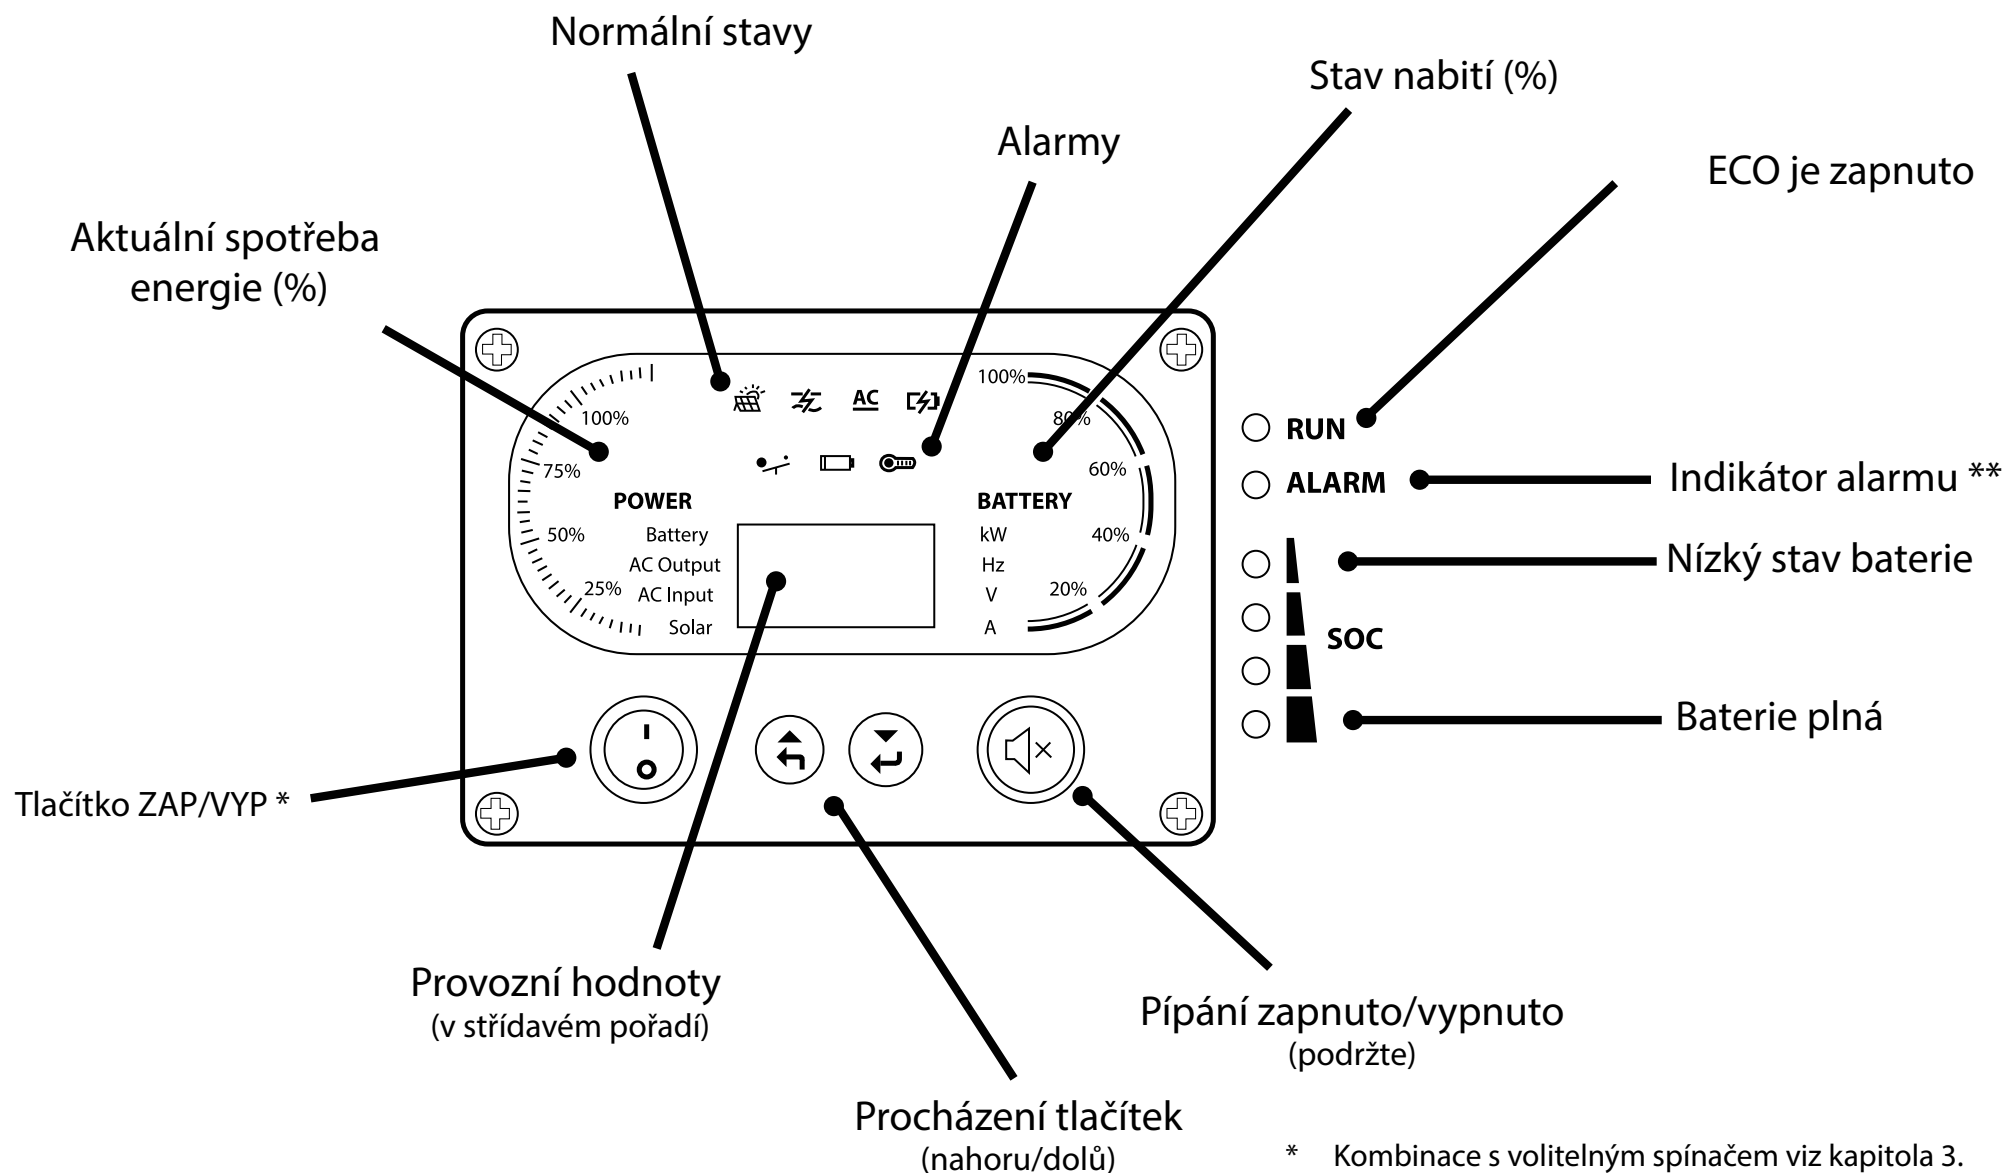 Normální stavy
Stav nabití (%)
Alarmy
ECO je zapnuto
Aktuální spotřeba
energie (%)
100%
75%
50%
25%
AC
100%
80%
60%
40%
20%
POWER
BATTERY
Battery
AC Output
AC Input
Solar
kW
Hz
V
A
RUN
ALARM
SOC
Indikátor alarmu **
Nízký stav baterie
Baterie plná
Tlačítko ZAP/VYP *
Provozní hodnoty
(v střídavém pořadí)
Pípání zapnuto/vypnuto
(podržte)
Procházení tlačítek
(nahoru/dolů)
* Kombinace s volitelným spínačem viz kapitola 3.